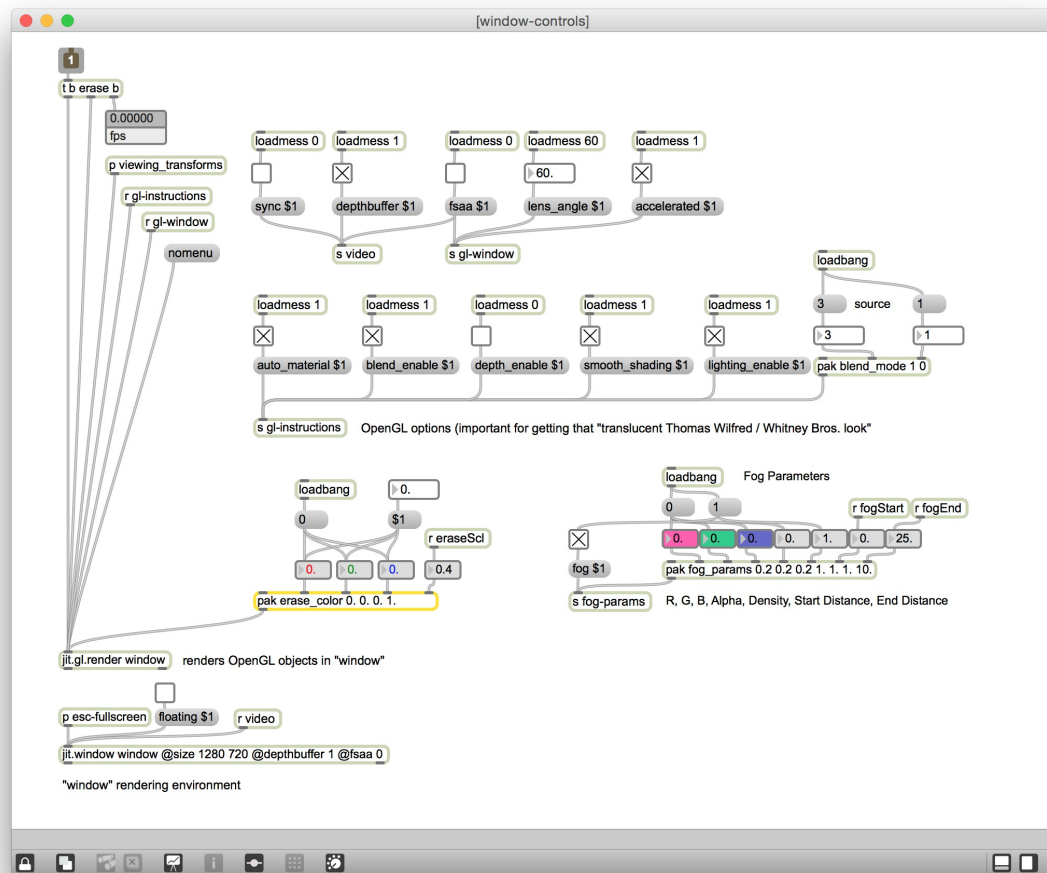 [window-controls]
1
t b erase b
0.00000
fps
p viewing_transforms
r gl-instructions
r gl-window
nomenu
loadmess 0
loadmess 1
loadmess 0
loadmess 60
loadmess 1
60.
sync $1
depthbuffer $1
fsaa $1
lens_angle $1
accelerated $1
s video
s gl-window
loadbang
3
source
1
3
1
pak blend_mode 1 0
loadmess 1
loadmess 1
loadmess 0
loadmess 1
loadmess 1
auto_material $1
blend_enable $1
depth_enable $1
smooth_shading $1
lighting_enable $1
s gl-instructions
OpenGL options (important for getting that "translucent Thomas Wilfred / Whitney Bros. look"
loadbang
0.
0
$1
r eraseScl
0.
0.
0.
0.4
pak erase_color 0. 0. 0. 1.
loadbang
Fog Parameters
0
1
r fogStart
r fogEnd
0.
0.
0.
0.
1.
0.
25.
fog $1
pak fog_params 0.2 0.2 0.2 1. 1. 1. 10.
s fog-params
R, G, B, Alpha, Density, Start Distance, End Distance
jit.gl.render window
renders OpenGL objects in "window"
p esc-fullscreen
floating $1
r video
jit.window window @size 1280 720 @depthbuffer 1 @fsaa 0
"window" rendering environment